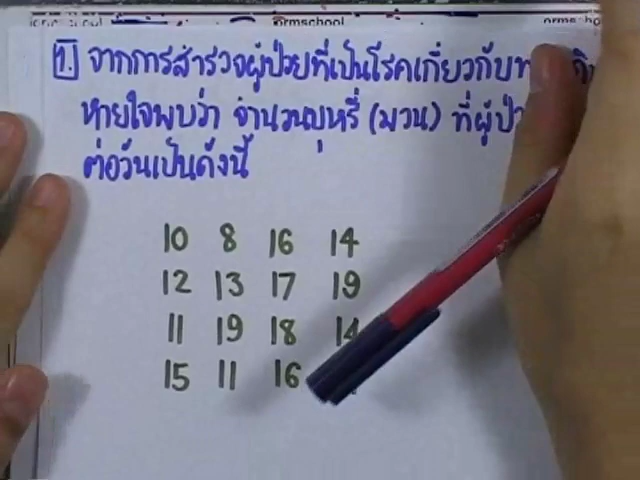 ormschool
1. จากการสำรวจผู้ป่วยที่เป็นโรคเกี่ยวกับ
หายใจพบว่า จำนวนบุหรี่ (มวน) ที่ผู้ป่
ต่อวันเป็นดังนี้
10 8 16 14
12 13 17 19
11 19 18 14
15 11 16